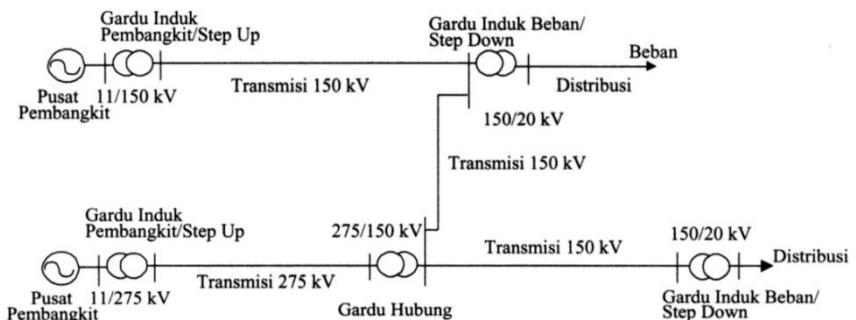 Gardu Induk
Pembangkit/Step Up
Gardu Induk Beban/
Step Down
Beban
Pusat
Pembangkit
11/150 kV
Transmisi 150 kV
Distribusi
150/20 kV
Transmisi 150 kV
Gardu Induk
Pembangkit/Step Up
275/150 kV
Transmisi 150 kV
150/20 kV
Distribusi
Pusat
Pembangkit
11/275 kV
Transmisi 275 kV
Gardu Hubung
Gardu Induk Beban/
Step Down